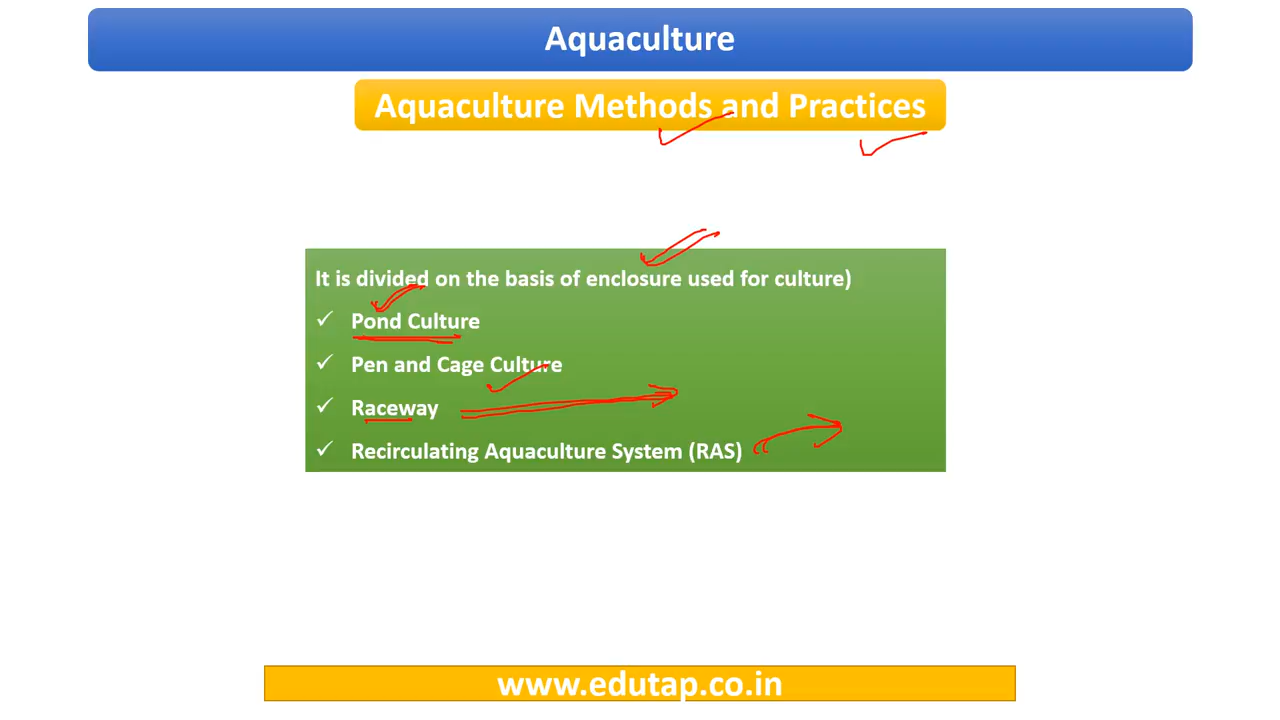 Aquaculture
Aquaculture Methods and Practices
It is divided on the basis of enclosure used for culture)
✓ Pond Culture
✓ Pen and Cage Culture
✓ Raceway
✓ Recirculating Aquaculture System (RAS)
www.edutap.co.in